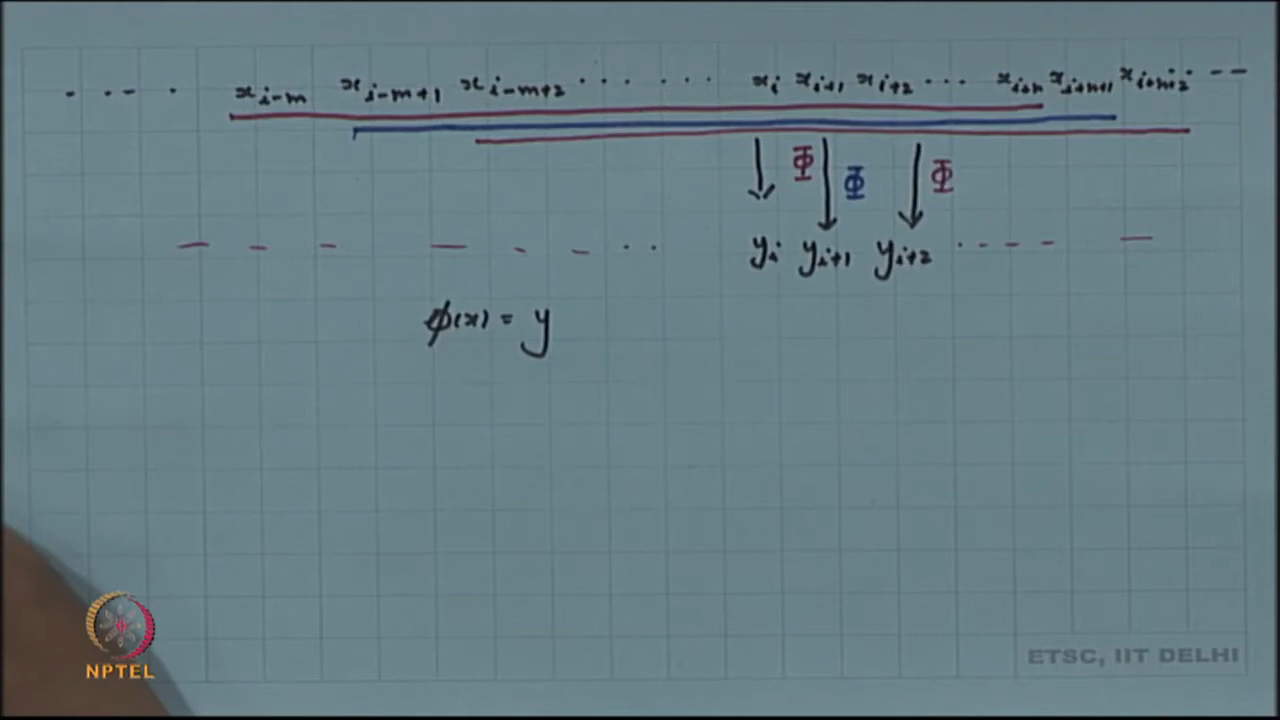 . . - - . x_{i-m} x_{i-m+1} x_{i-m+2} . . . . . . x_i x_{i+1} x_{i+2} . . . x_{i+n} x_{i+n+1} x_{i+n+2} . - -
Φ Φ Φ
— - - — - - . . y_i y_{i+1} y_{i+2} . . - - - —
ϕ(x) = y
NPTEL
ETSC, IIT DELHI